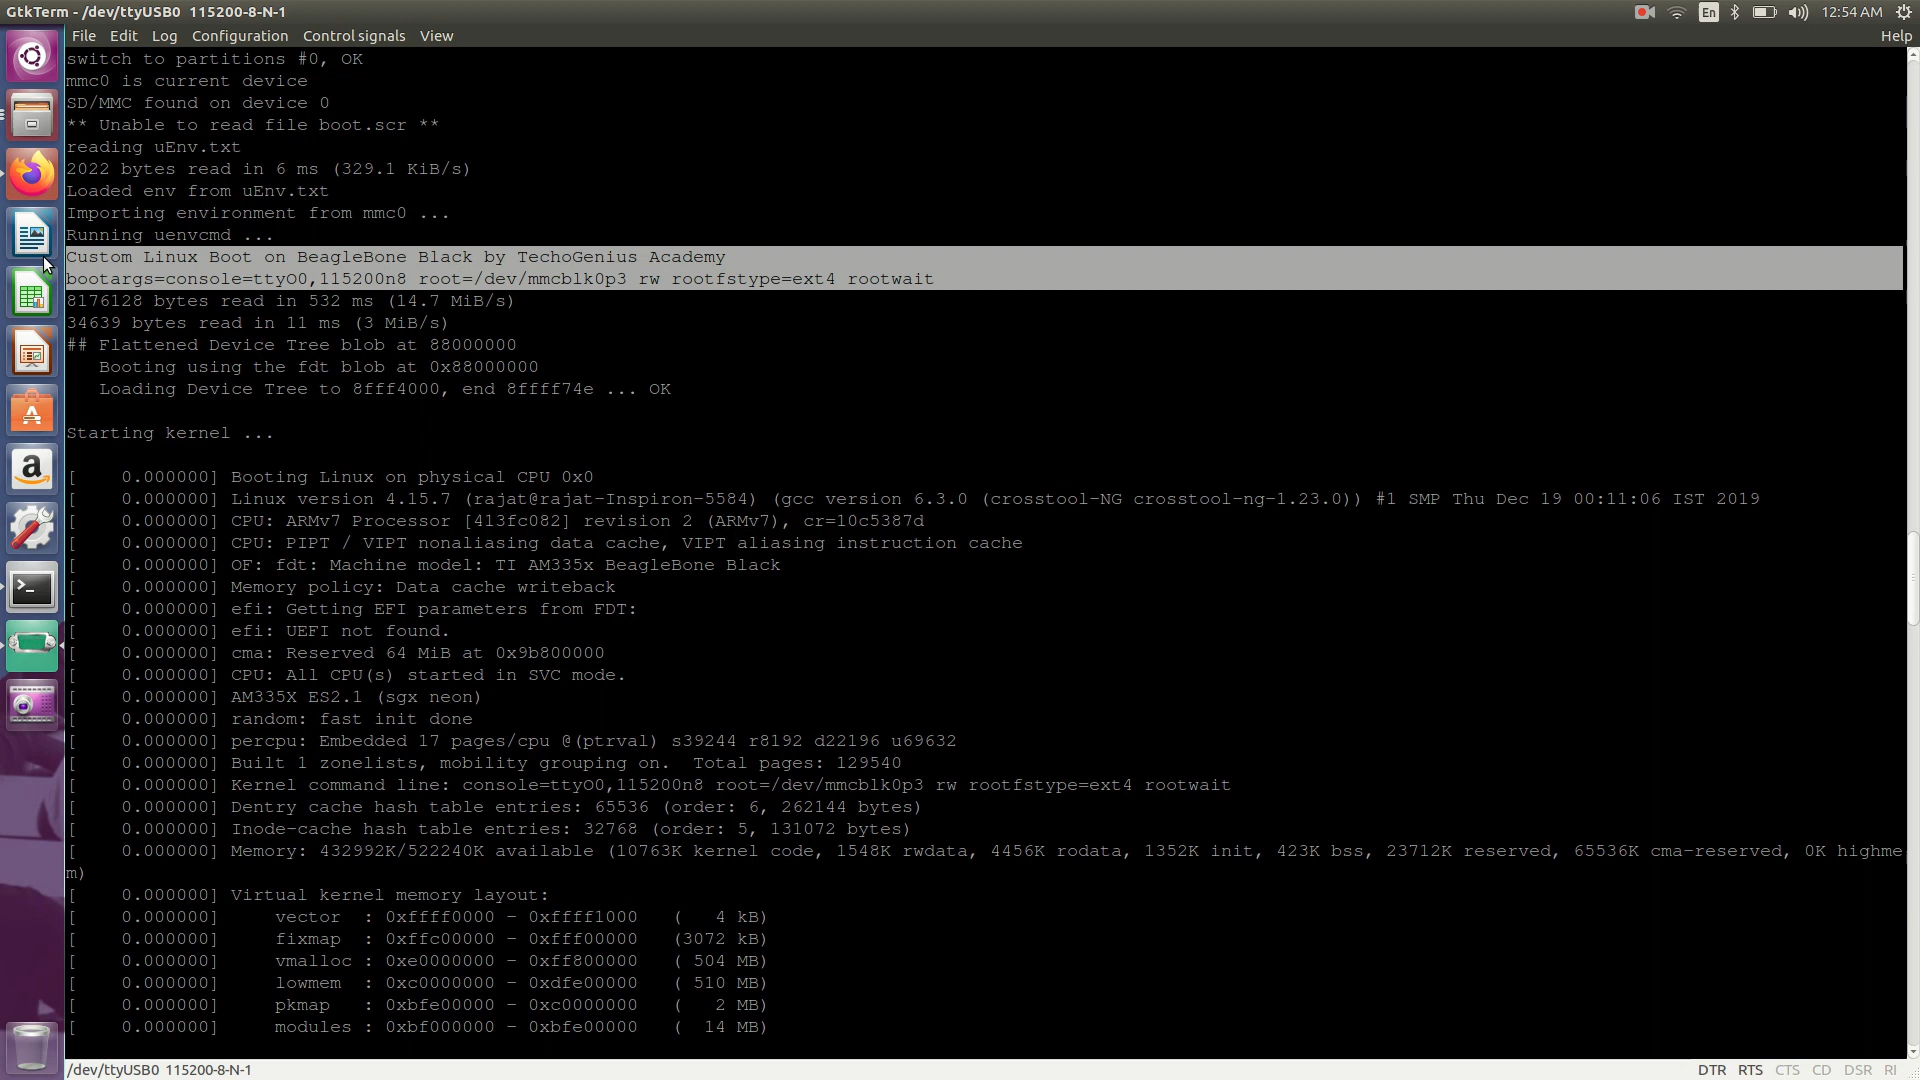 GtkTerm - /dev/ttyUSB0  115200-8-N-1
En
12:54 AM
File Edit Log Configuration Control signals View Help
switch to partitions #0, OK
mmc0 is current device
SD/MMC found on device 0
** Unable to read file boot.scr **
reading uEnv.txt
2022 bytes read in 6 ms (329.1 KiB/s)
Loaded env from uEnv.txt
Importing environment from mmc0 ...
Running uenvcmd ...
Custom Linux Boot on BeagleBone Black by TechoGenius Academy
bootargs=console=ttyO0,115200n8 root=/dev/mmcblk0p3 rw rootfstype=ext4 rootwait
8176128 bytes read in 532 ms (14.7 MiB/s)
34639 bytes read in 11 ms (3 MiB/s)
## Flattened Device Tree blob at 88000000
   Booting using the fdt blob at 0x88000000
   Loading Device Tree to 8fff4000, end 8ffff74e ... OK
Starting kernel ...
[    0.000000] Booting Linux on physical CPU 0x0
[    0.000000] Linux version 4.15.7 (rajat@rajat-Inspiron-5584) (gcc version 6.3.0 (crosstool-NG crosstool-ng-1.23.0)) #1 SMP Thu Dec 19 00:11:06 IST 2019
[    0.000000] CPU: ARMv7 Processor [413fc082] revision 2 (ARMv7), cr=10c5387d
[    0.000000] CPU: PIPT / VIPT nonaliasing data cache, VIPT aliasing instruction cache
[    0.000000] OF: fdt: Machine model: TI AM335x BeagleBone Black
[    0.000000] Memory policy: Data cache writeback
[    0.000000] efi: Getting EFI parameters from FDT:
[    0.000000] efi: UEFI not found.
[    0.000000] cma: Reserved 64 MiB at 0x9b800000
[    0.000000] CPU: All CPU(s) started in SVC mode.
[    0.000000] AM335X ES2.1 (sgx neon)
[    0.000000] random: fast init done
[    0.000000] percpu: Embedded 17 pages/cpu @(ptrval) s39244 r8192 d22196 u69632
[    0.000000] Built 1 zonelists, mobility grouping on.  Total pages: 129540
[    0.000000] Kernel command line: console=ttyO0,115200n8 root=/dev/mmcblk0p3 rw rootfstype=ext4 rootwait
[    0.000000] Dentry cache hash table entries: 65536 (order: 6, 262144 bytes)
[    0.000000] Inode-cache hash table entries: 32768 (order: 5, 131072 bytes)
[    0.000000] Memory: 432992K/522240K available (10763K kernel code, 1548K rwdata, 4456K rodata, 1352K init, 423K bss, 23712K reserved, 65536K cma-reserved, 0K highme
m)
[    0.000000] Virtual kernel memory layout:
[    0.000000]     vector  : 0xffff0000 - 0xffff1000   (   4 kB)
[    0.000000]     fixmap  : 0xffc00000 - 0xfff00000   (3072 kB)
[    0.000000]     vmalloc : 0xe0000000 - 0xff800000   ( 504 MB)
[    0.000000]     lowmem  : 0xc0000000 - 0xdfe00000   ( 510 MB)
[    0.000000]     pkmap   : 0xbfe00000 - 0xc0000000   (   2 MB)
[    0.000000]     modules : 0xbf000000 - 0xbfe00000   (  14 MB)
/dev/ttyUSB0  115200-8-N-1
DTR RTS CTS CD DSR RI